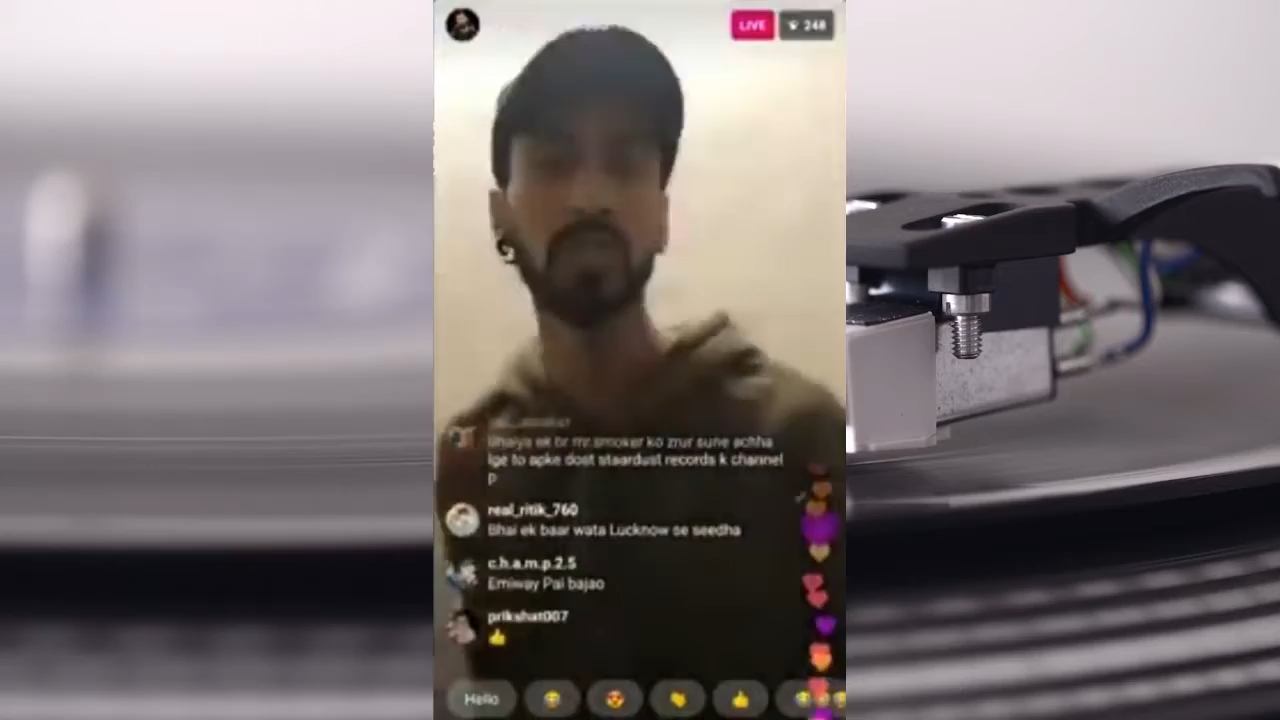 LIVE
248
Bhaiya ek br mr.smoker ko zrur sune achha
lge to apke dost staardust records k channel
p
real_ritik_760
Bhai ek baar wata Lucknow se seedha
c.h.a.m.p.2.5
Emiway Pai bajao
prikshat007
Hello